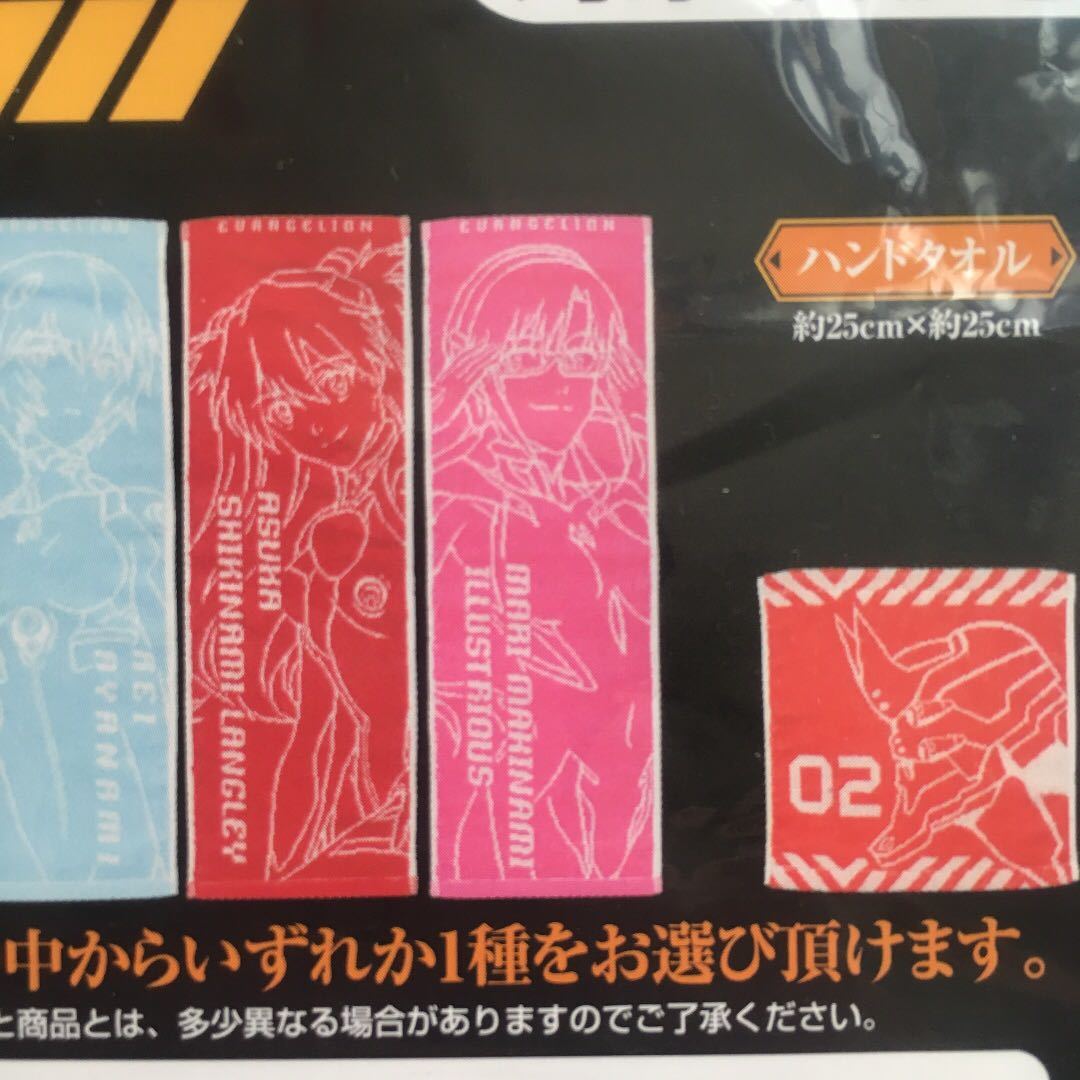 EVANGELION
EVANGELION
REI
AYANAMI
ASUKA
SHIKINAMI LANGLEY
MARI MAKINAMI
ILLUSTRIOUS
ハンドタオル
約25cm×約25cm
02
中からいずれか1種をお選び頂けます。
と商品とは、多少異なる場合がありますのでご了承ください。